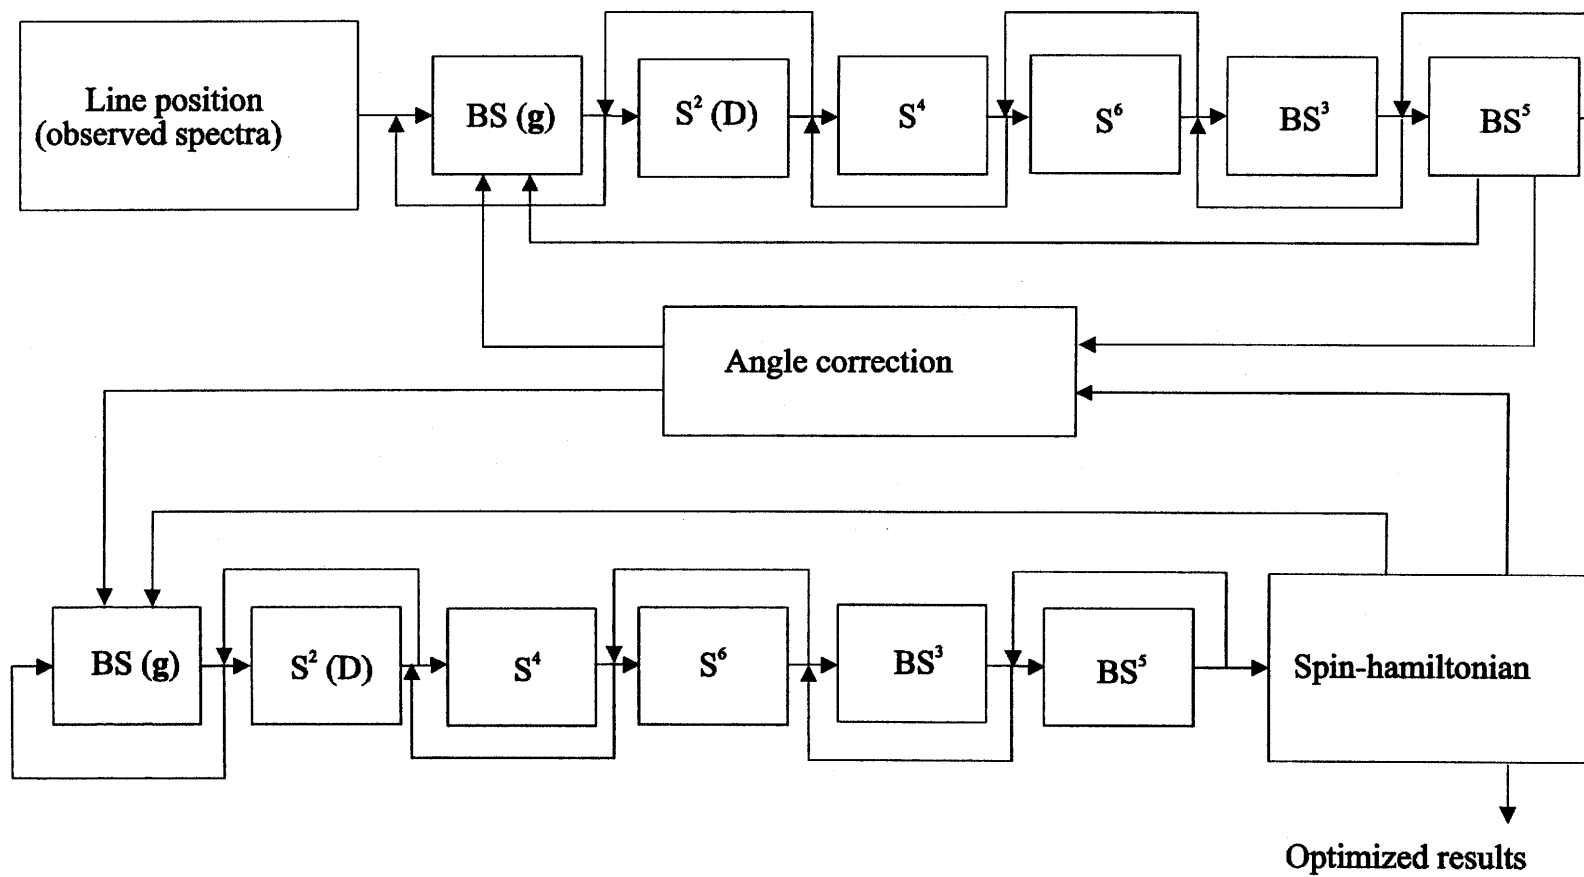 Line position
(observed spectra)
BS (g)
S² (D)
S⁴
S⁶
BS³
BS⁵
Angle correction
BS (g)
S² (D)
S⁴
S⁶
BS³
BS⁵
Spin-hamiltonian
Optimized results